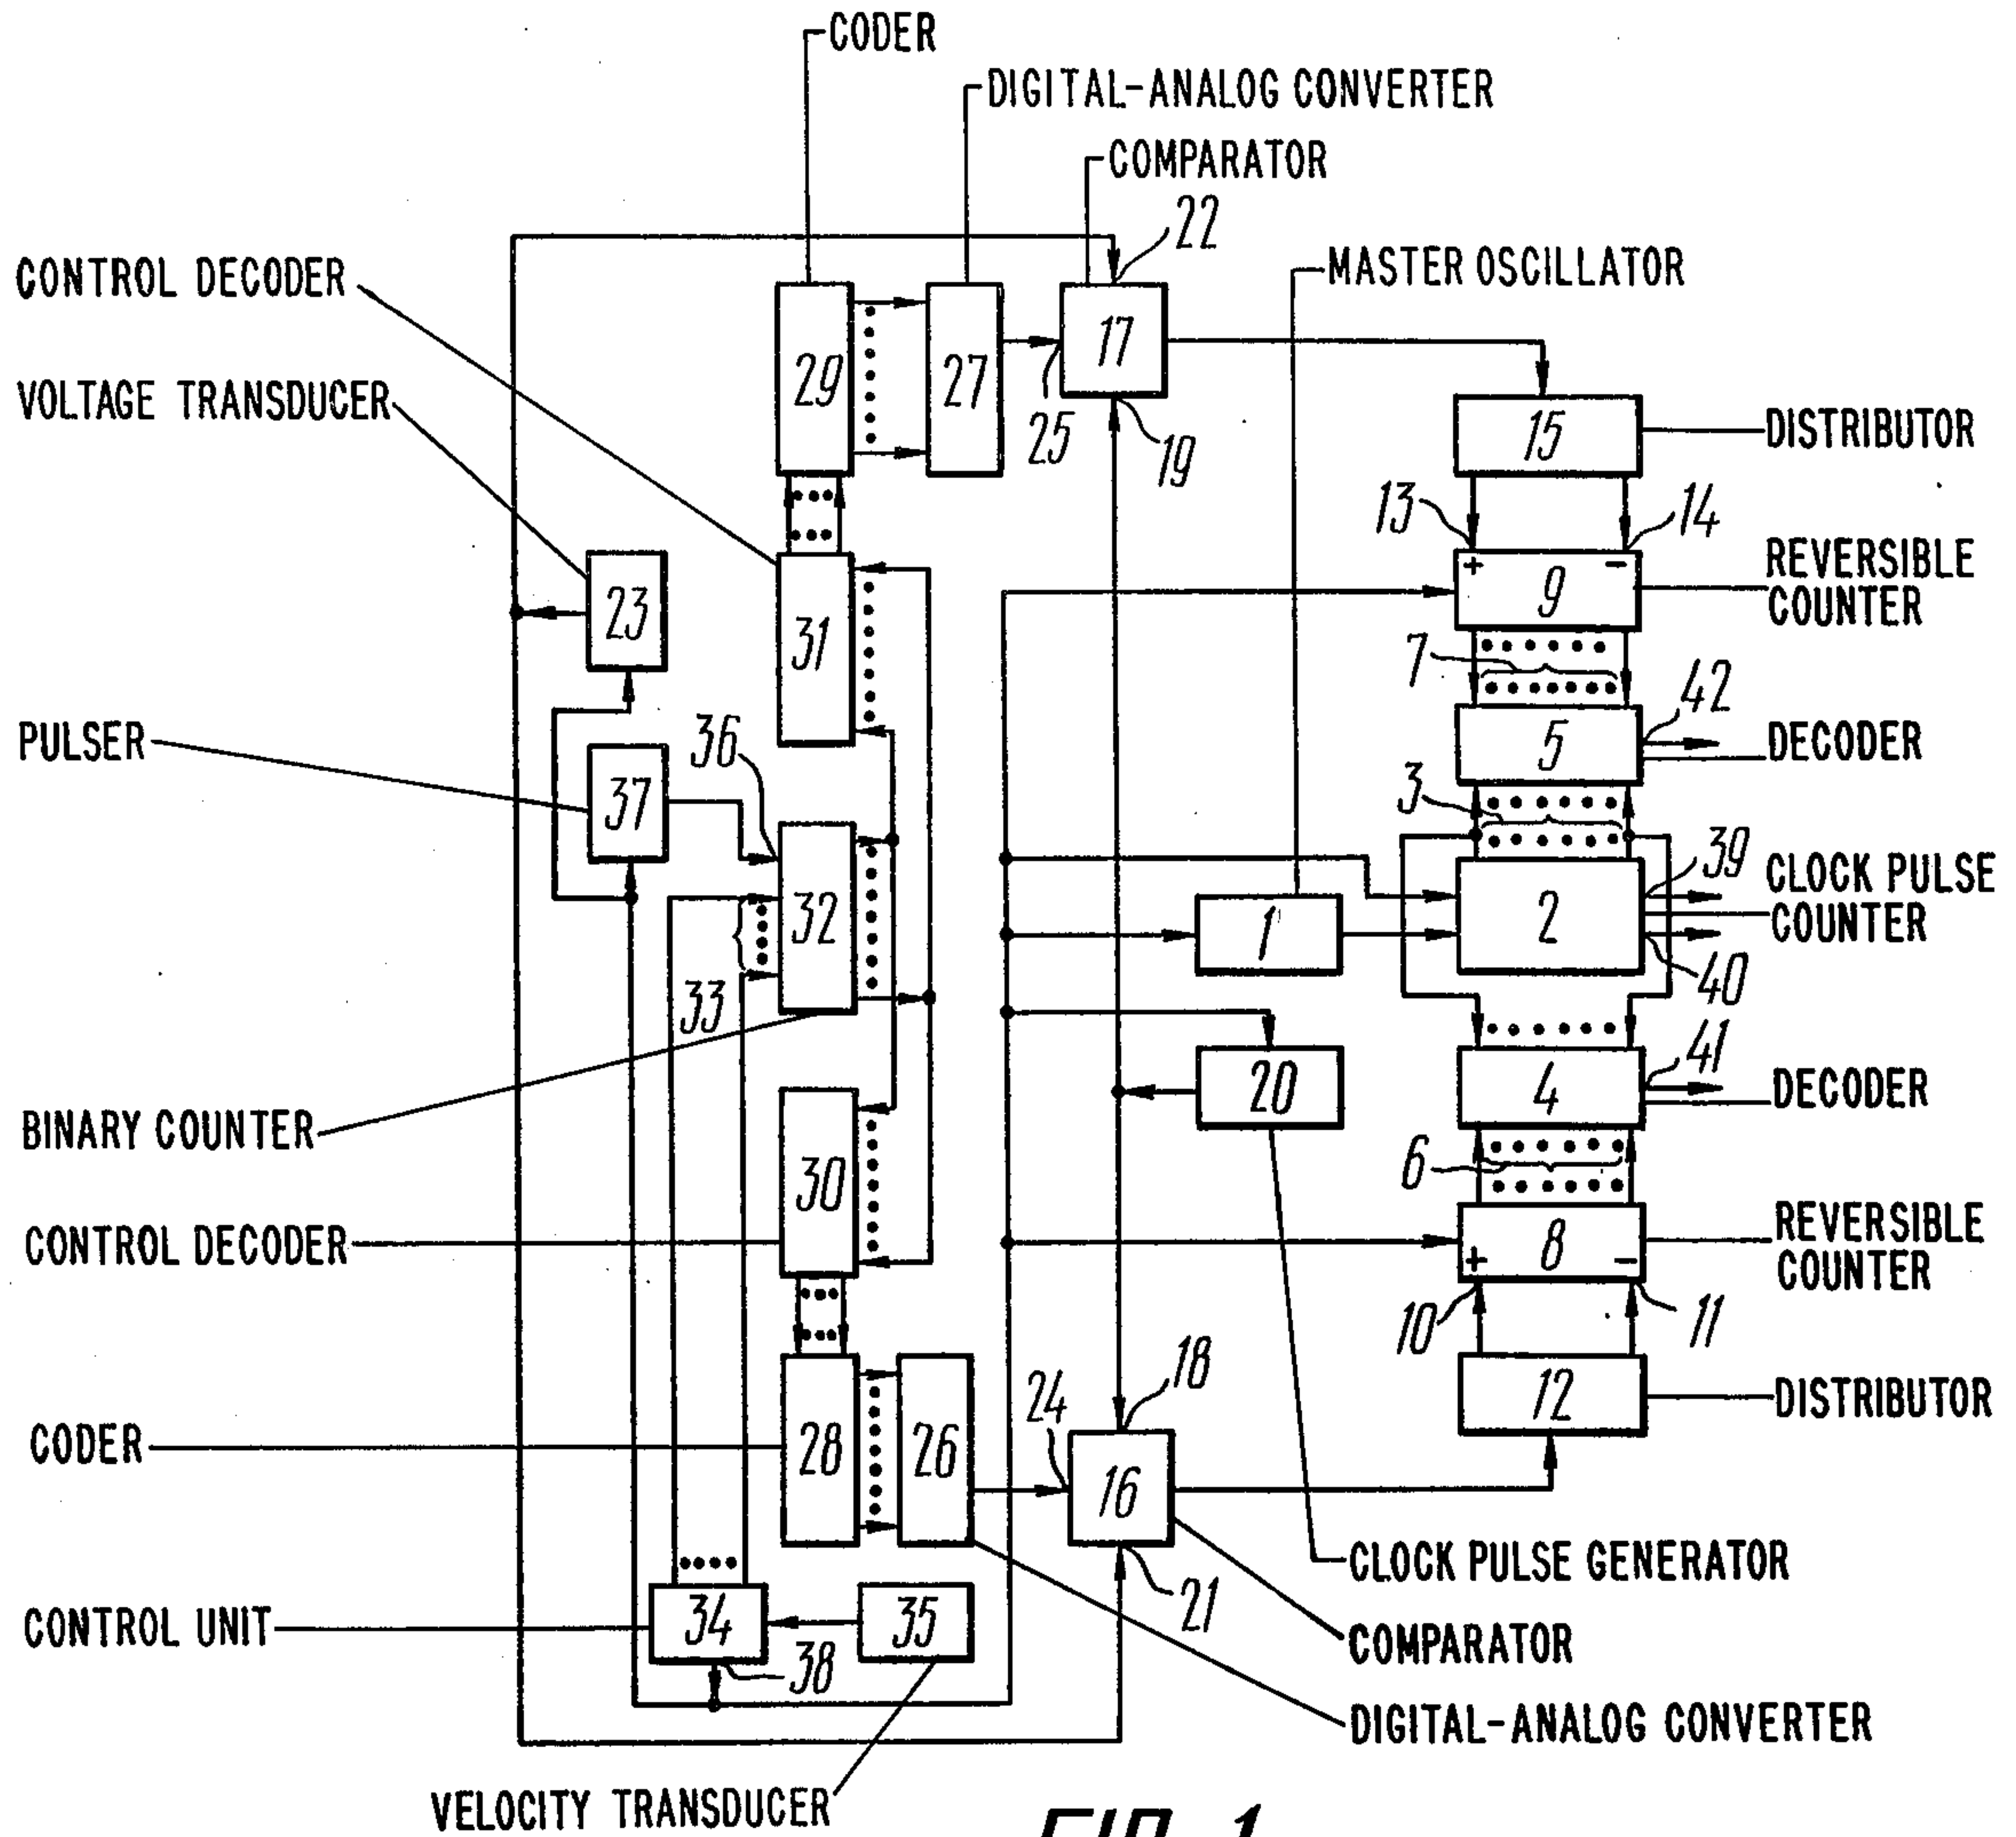 CODER
DIGITAL-ANALOG CONVERTER
COMPARATOR
22
CONTROL DECODER
MASTER OSCILLATOR
29
27
17
VOLTAGE TRANSDUCER
25
19
15
DISTRIBUTOR
13
14
+
−
9
REVERSIBLE
COUNTER
23
31
7
42
5
DECODER
PULSER
36
37
3
39
32
1
2
CLOCK PULSE
COUNTER
33
40
20
41
4
DECODER
BINARY COUNTER
30
6
CONTROL DECODER
8
+
−
REVERSIBLE
COUNTER
10
11
18
24
12
DISTRIBUTOR
CODER
28
26
16
CLOCK PULSE GENERATOR
21
CONTROL UNIT
34
35
38
COMPARATOR
DIGITAL-ANALOG CONVERTER
VELOCITY TRANSDUCER
FIG. 1